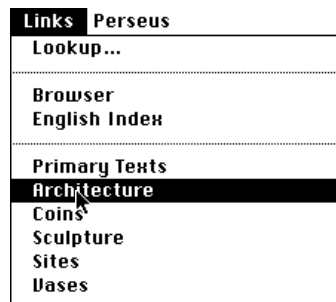 Links Perseus
Lookup...
Browser
English Index
Primary Texts
Architecture
Coins
Sculpture
Sites
Vases